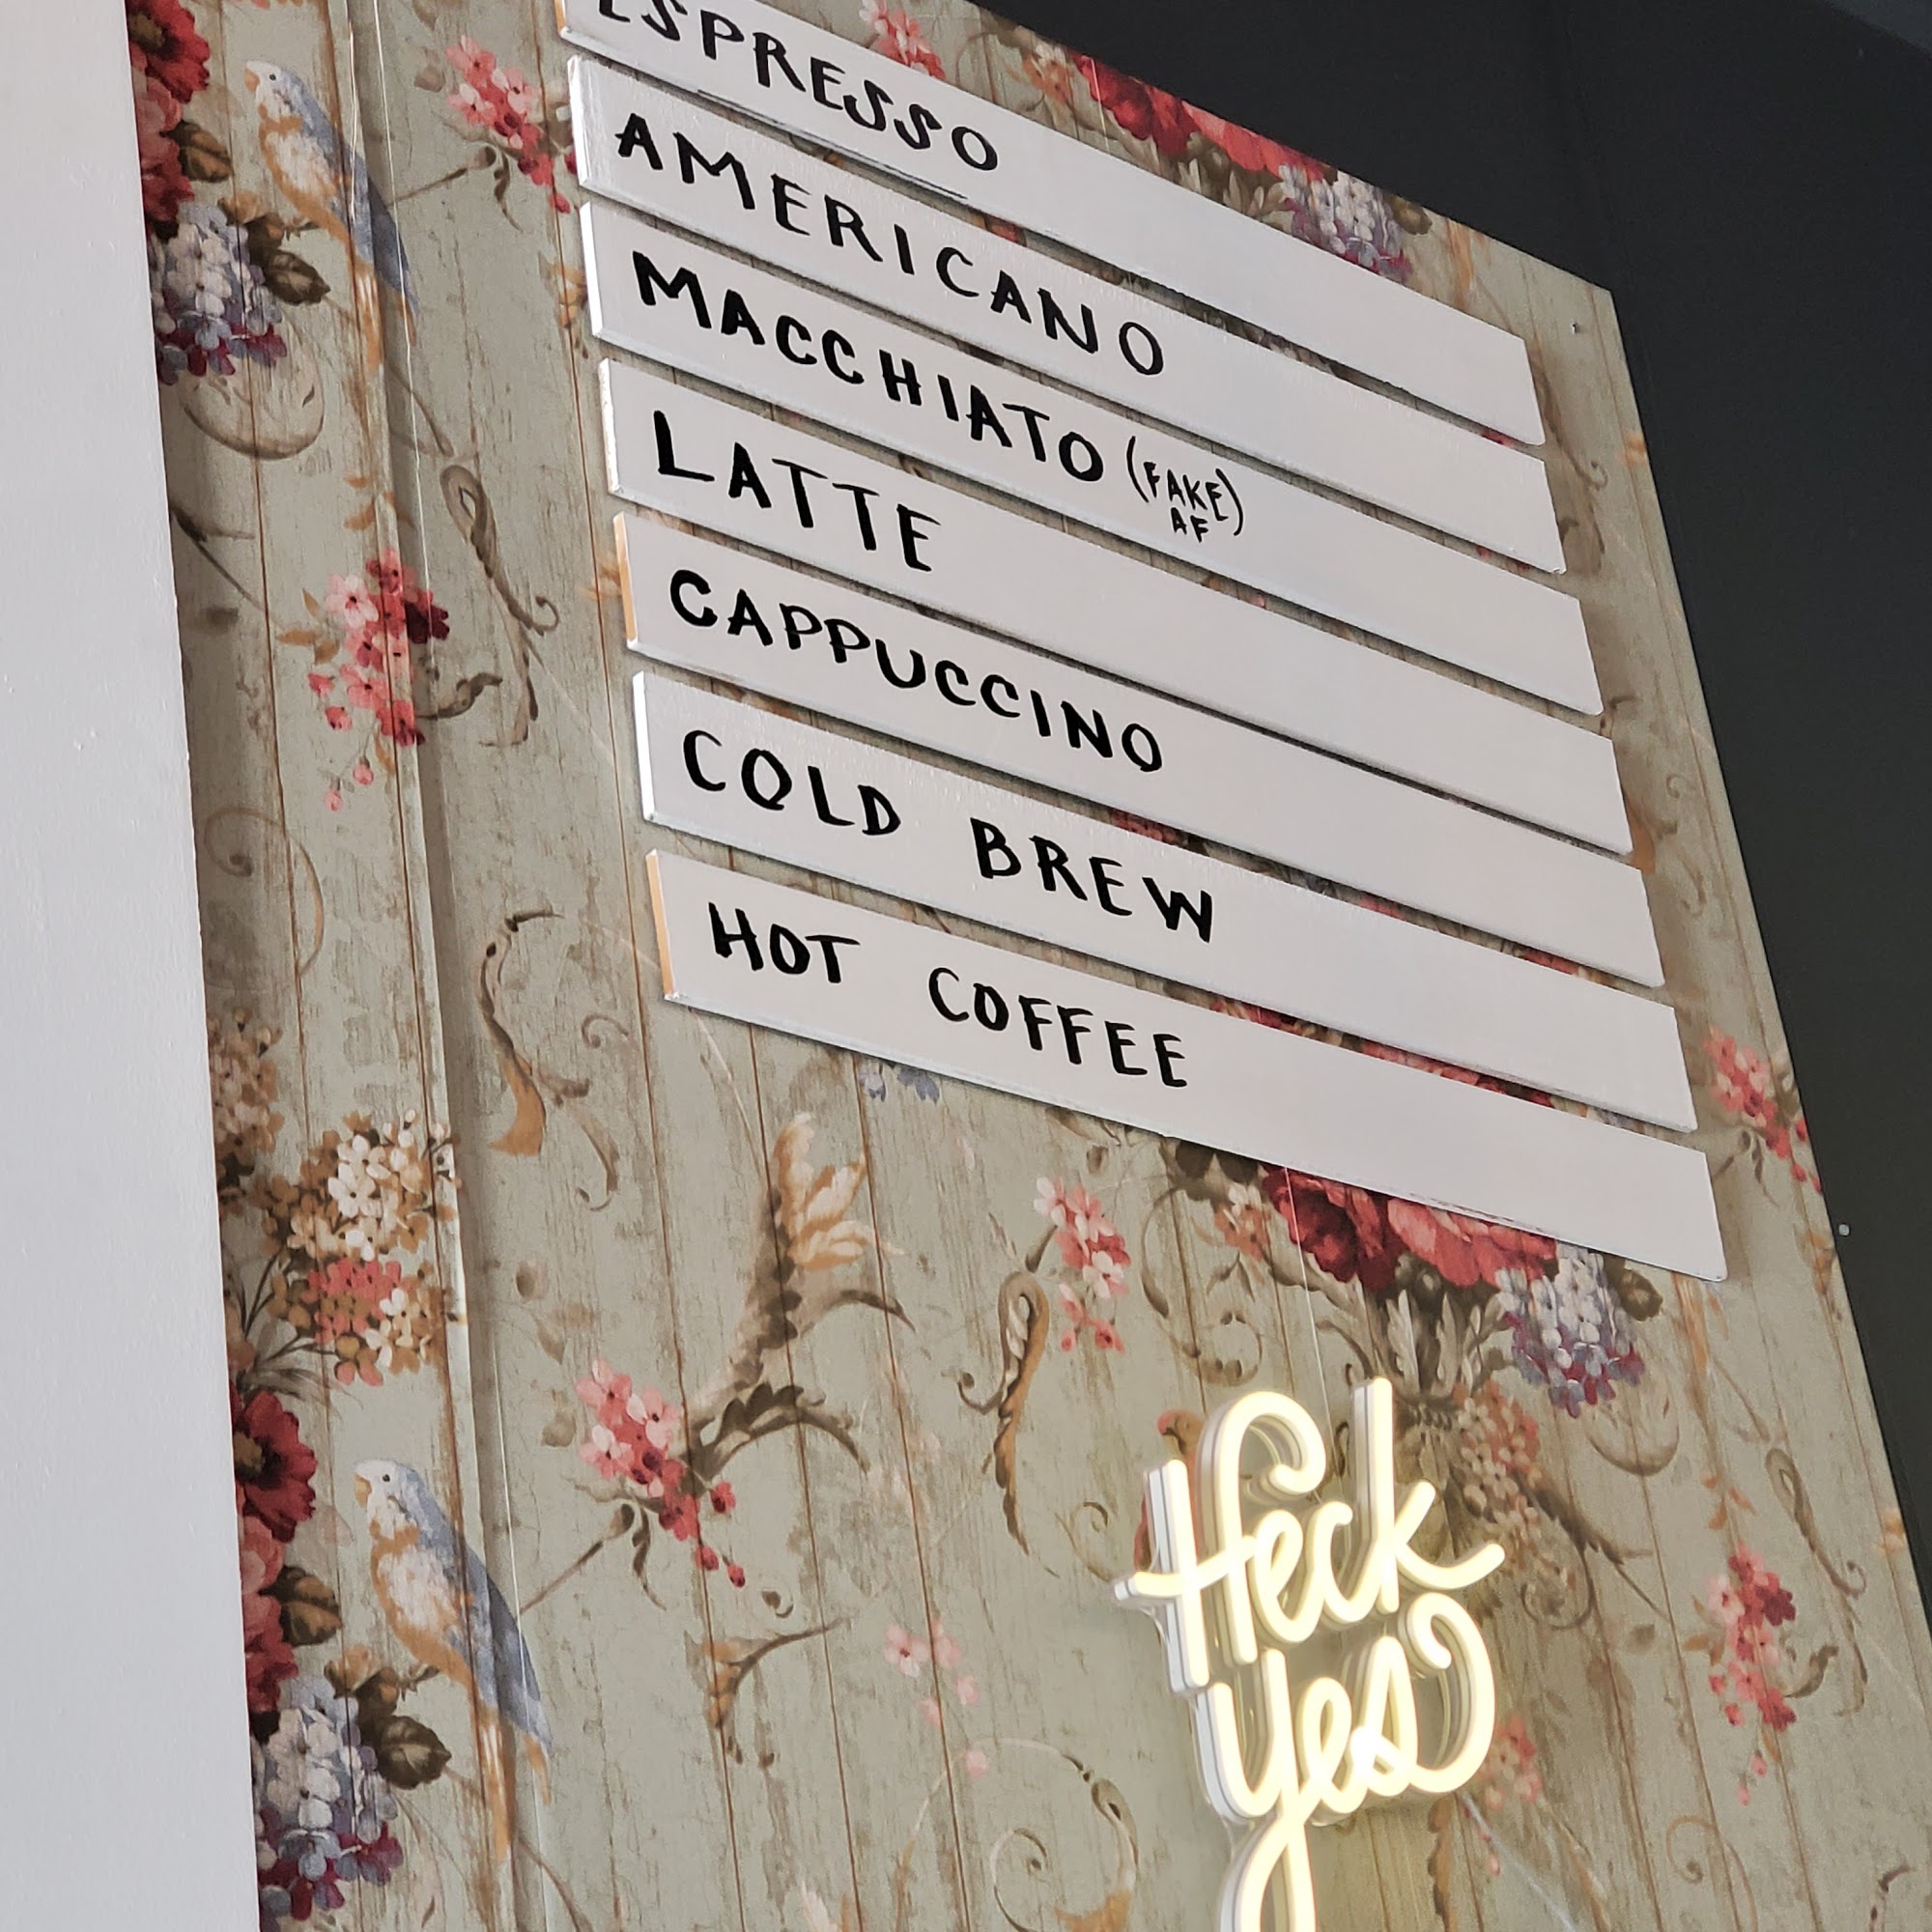 ESPRESSO
AMERICANO
MACCHIATO (FAKE)
AF
LATTE
CAPPUCCINO
COLD BREW
HOT COFFEE
Heck
yes